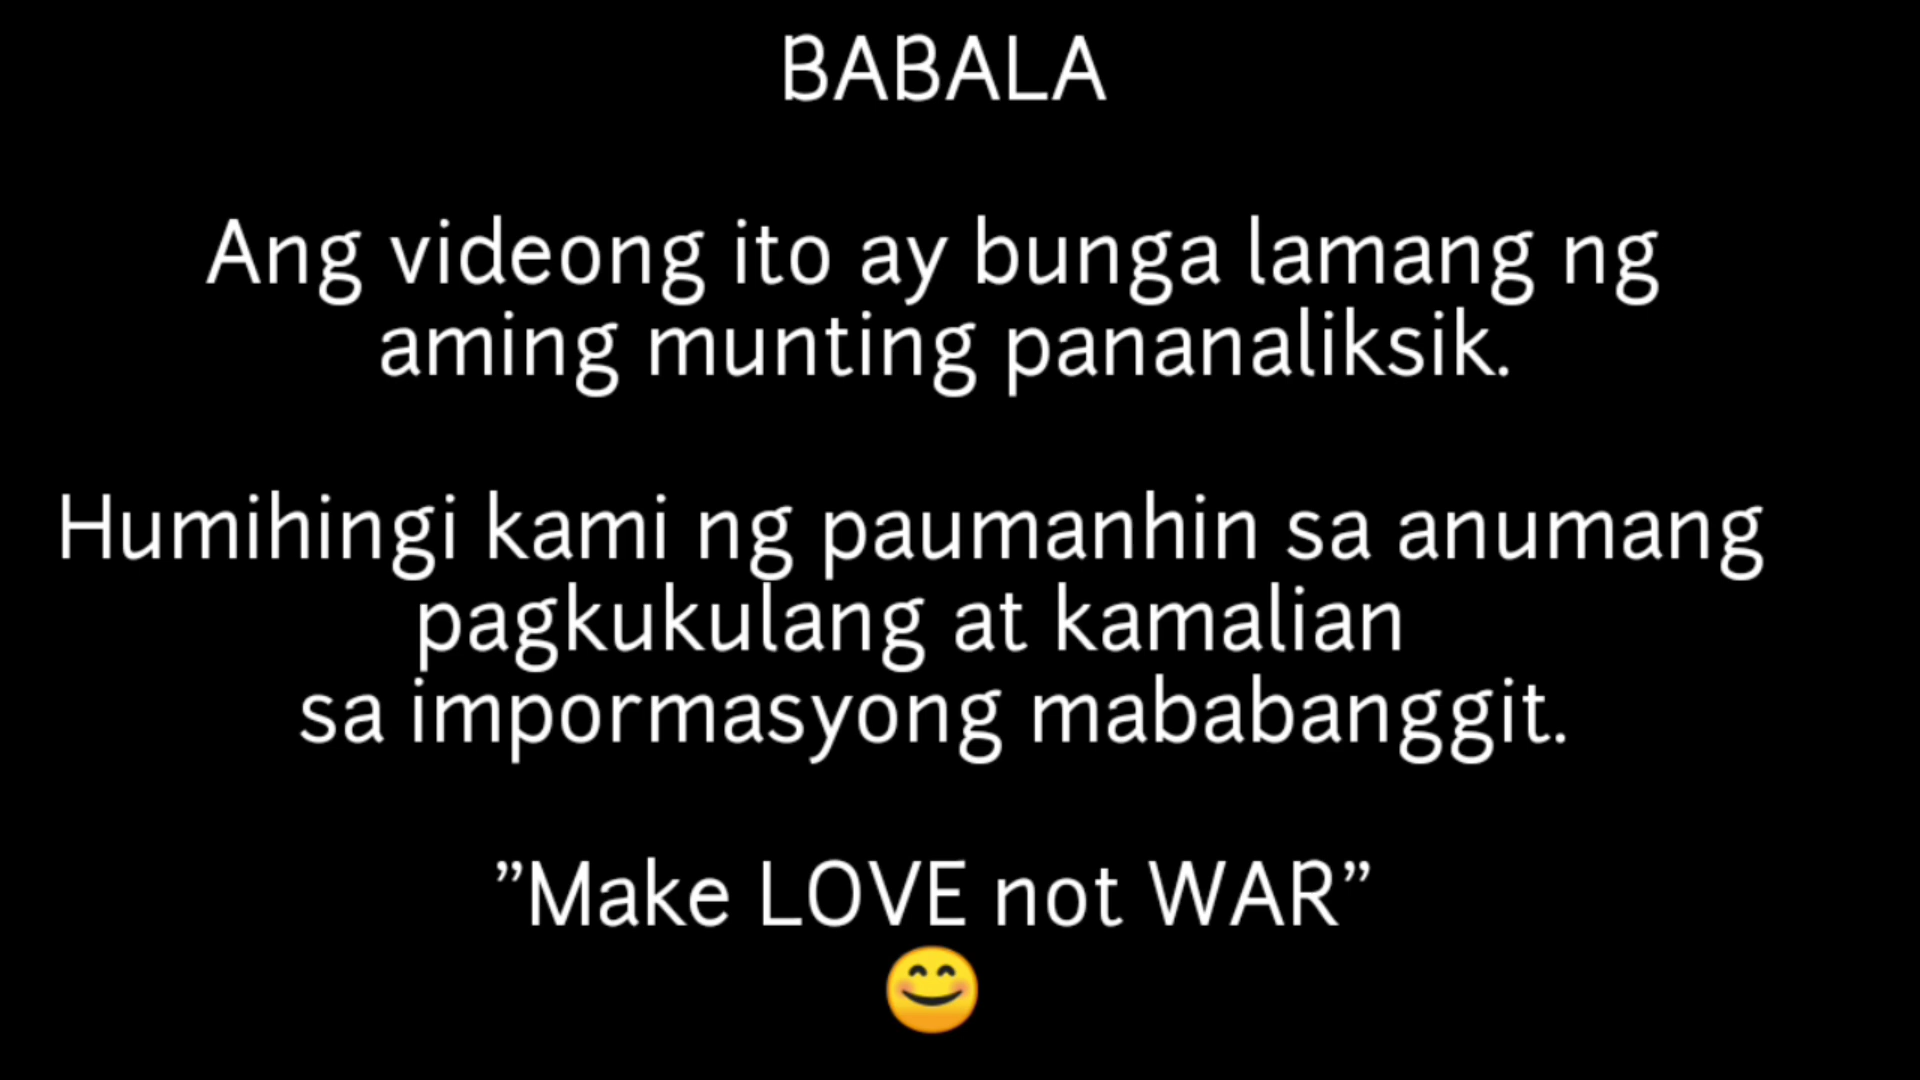 BABALA
Ang videong ito ay bunga lamang ng
aming munting pananaliksik.
Humihingi kami ng paumanhin sa anumang
pagkukulang at kamalian
sa impormasyong mababanggit.
”Make LOVE not WAR”
😊